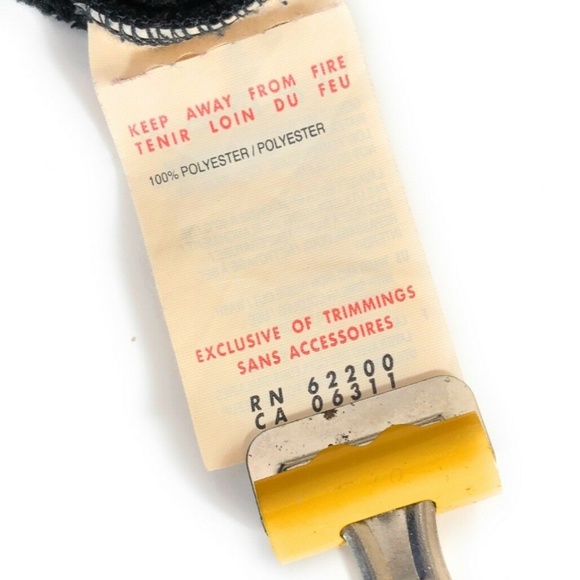 KEEP AWAY FROM FIRE
TENIR LOIN DU FEU
100% POLYESTER / POLYESTER
EXCLUSIVE OF TRIMMINGS
SANS ACCESSOIRES
RN 62200
CA 06311